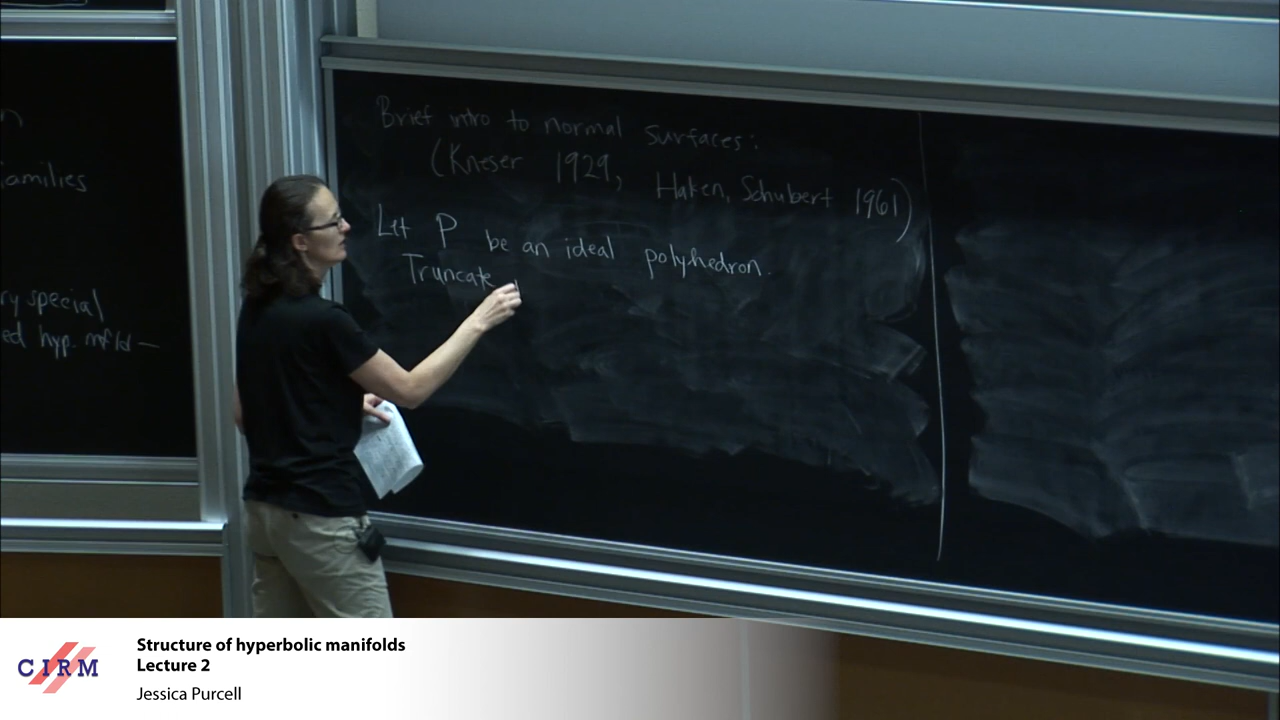 n
amilies
ry special
ed hyp. mfld —
Brief intro to normal surfaces:
(Kneser 1929, Haken, Schubert 1961)
Let P be an ideal polyhedron.
Truncate
CIRM
Structure of hyperbolic manifolds
Lecture 2
Jessica Purcell